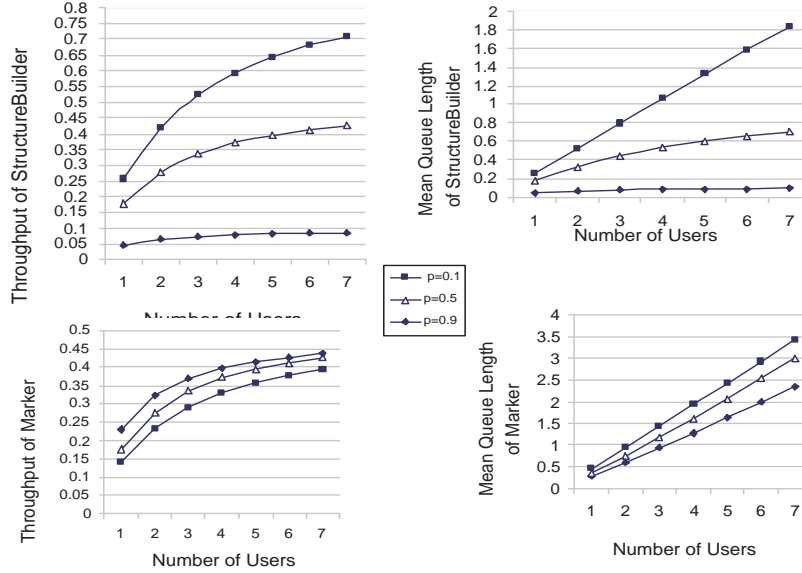 Throughput of StructureBuilder
0.8
0.75
0.7
0.65
0.6
0.55
0.5
0.45
0.4
0.35
0.3
0.25
0.2
0.15
0.1
0.05
0
1 2 3 4 5 6 7
Number of Users
Mean Queue Length
of StructureBuilder
2
1.8
1.6
1.4
1.2
1
0.8
0.6
0.4
0.2
0
1 2 3 4 5 6 7
Number of Users
p=0.1
p=0.5
p=0.9
Throughput of Marker
0.5
0.45
0.4
0.35
0.3
0.25
0.2
0.15
0.1
0.05
0
1 2 3 4 5 6 7
Number of Users
Mean Queue Length
of Marker
4
3.5
3
2.5
2
1.5
1
0.5
0
1 2 3 4 5 6 7
Number of Users